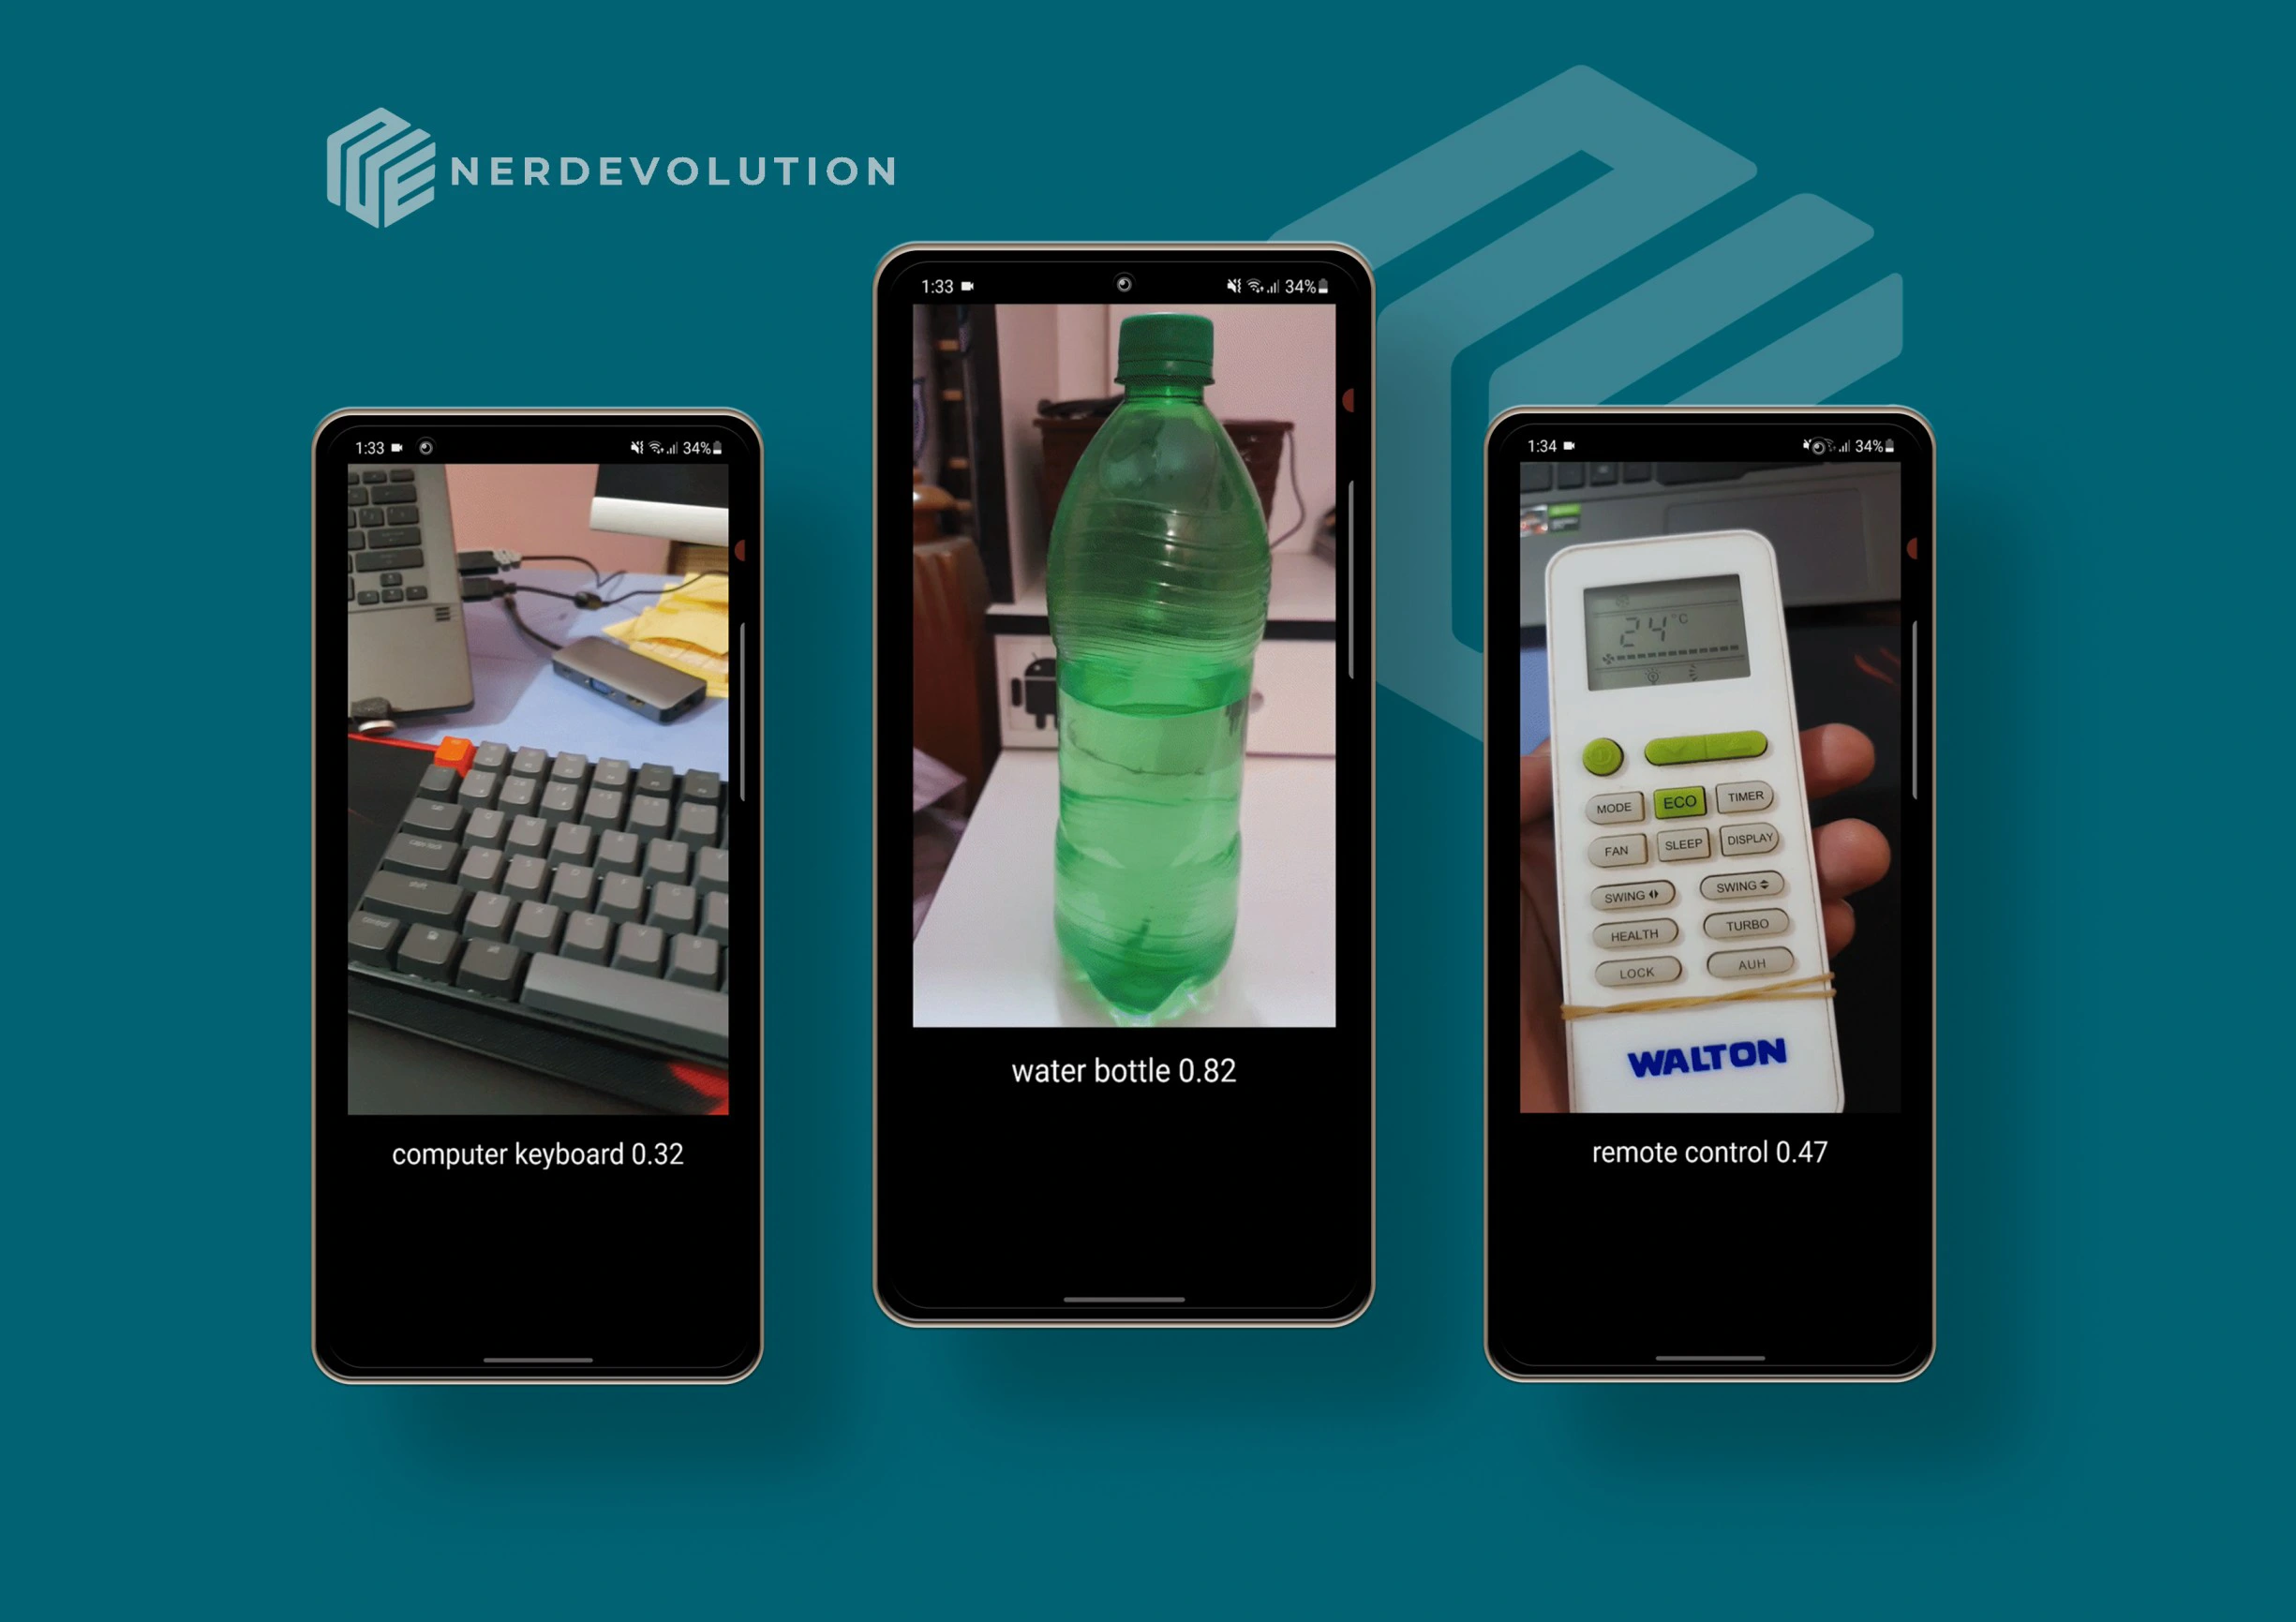 NERDEVOLUTION
1:33
34%
computer keyboard 0.32
1:33
34%
water bottle 0.82
1:34
34%
24°C
MODE ECO TIMER
FAN SLEEP DISPLAY
SWING SWING
HEALTH TURBO
LOCK AUH
WALTON
remote control 0.47